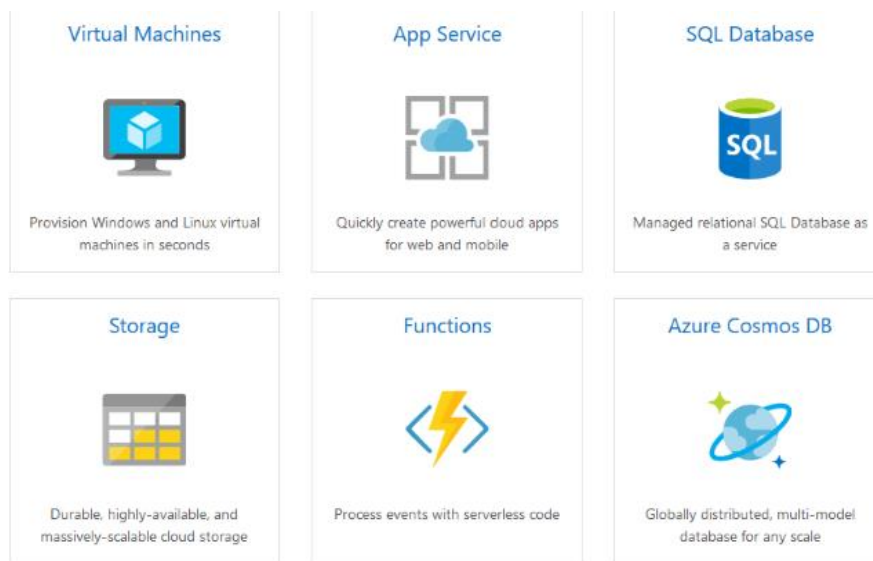 Virtual Machines
Provision Windows and Linux virtual
machines in seconds
App Service
Quickly create powerful cloud apps
for web and mobile
SQL Database
SQL
Managed relational SQL Database as
a service
Storage
Durable, highly-available, and
massively-scalable cloud storage
Functions
Process events with serverless code
Azure Cosmos DB
Globally distributed, multi-model
database for any scale